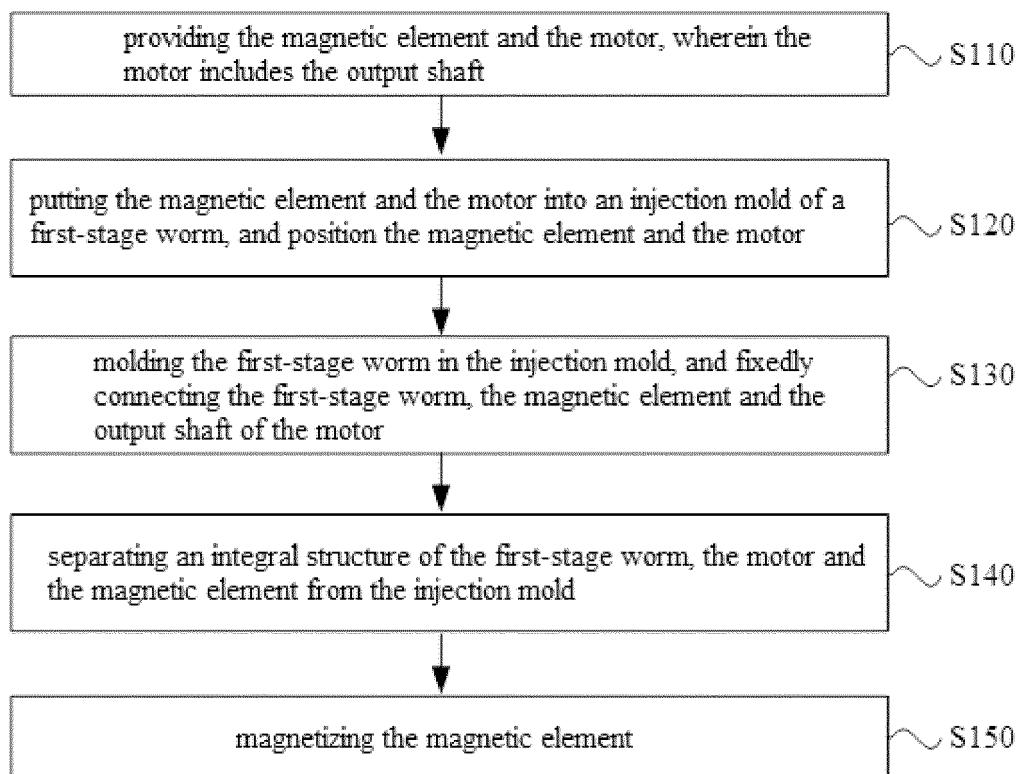 providing the magnetic element and the motor, wherein the
motor includes the output shaft
S110
putting the magnetic element and the motor into an injection mold of a
first-stage worm, and position the magnetic element and the motor
S120
molding the first-stage worm in the injection mold, and fixedly
connecting the first-stage worm, the magnetic element and the
output shaft of the motor
S130
separating an integral structure of the first-stage worm, the motor and
the magnetic element from the injection mold
S140
magnetizing the magnetic element
S150